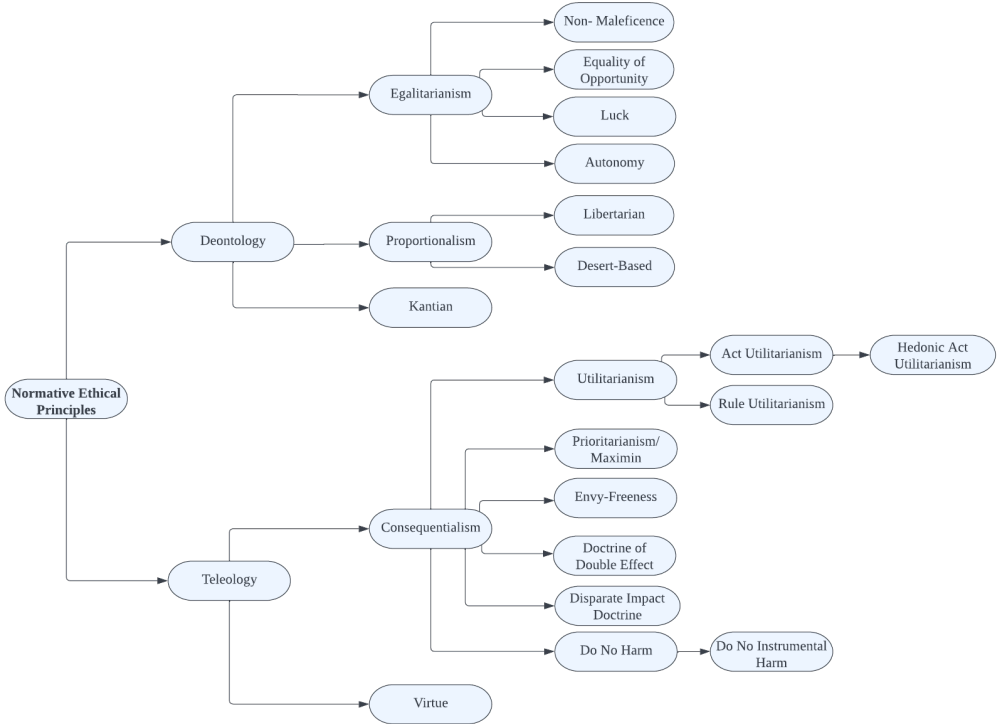 Non- Maleficence
Equality of
Opportunity
Egalitarianism
Luck
Autonomy
Libertarian
Deontology
Proportionalism
Desert-Based
Kantian
Act Utilitarianism
Hedonic Act
Utilitarianism
Utilitarianism
Rule Utilitarianism
Normative Ethical
Principles
Prioritarianism/
Maximin
Envy-Freeness
Consequentialism
Doctrine of
Double Effect
Teleology
Disparate Impact
Doctrine
Do No Harm
Do No Instrumental
Harm
Virtue